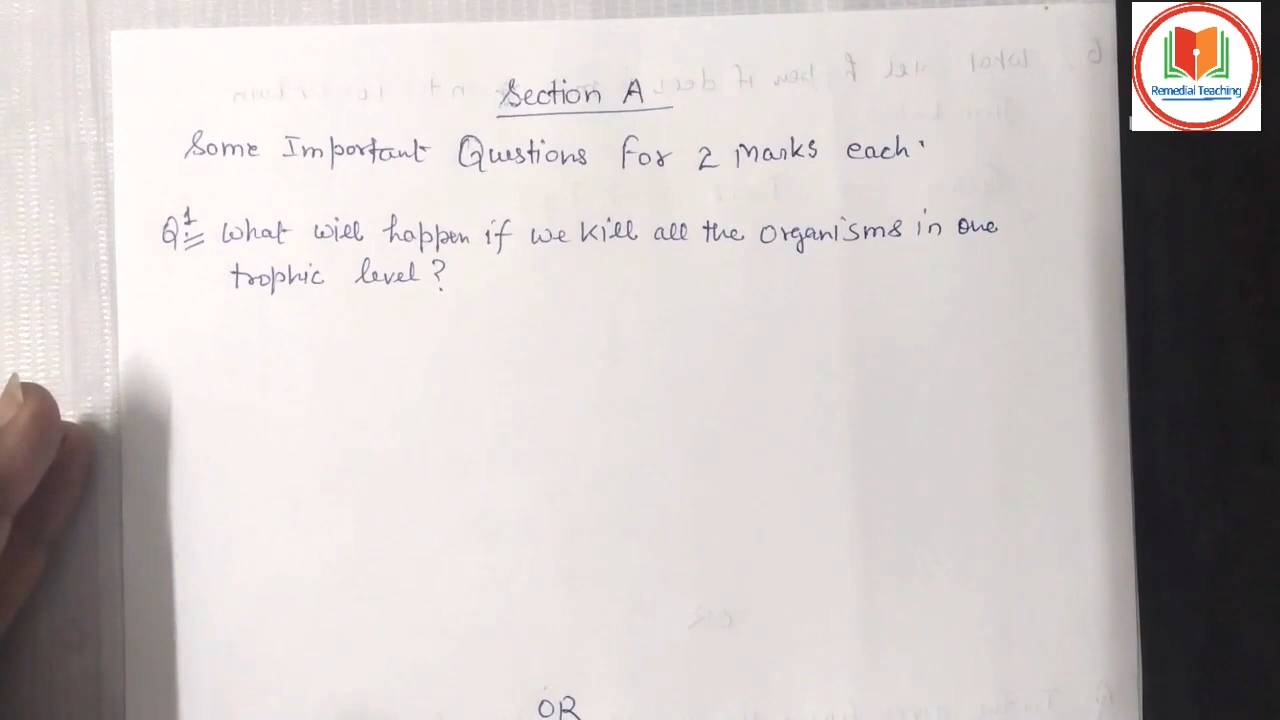 Remedial Teaching
Section A
Some Important Questions for 2 Marks each.
Q.1 What will happen if we kill all the organisms in one
trophic level?
OR